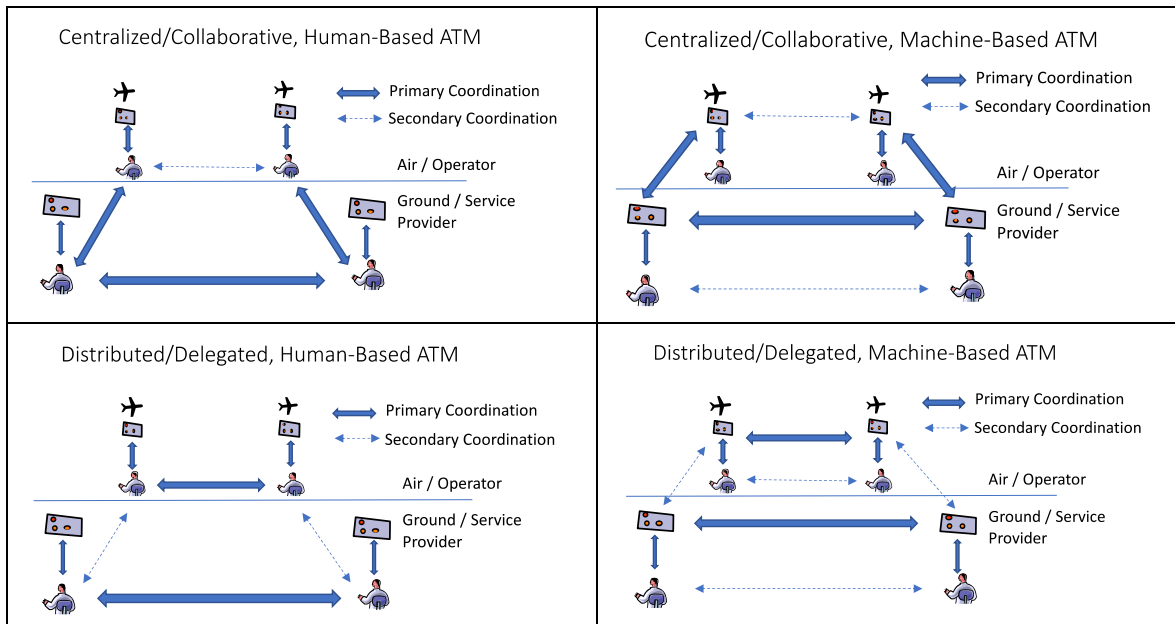 Centralized/Collaborative, Human-Based ATM
Primary Coordination
Secondary Coordination
Air / Operator
Ground / Service
Provider
Centralized/Collaborative, Machine-Based ATM
Primary Coordination
Secondary Coordination
Air / Operator
Ground / Service
Provider
Distributed/Delegated, Human-Based ATM
Primary Coordination
Secondary Coordination
Air / Operator
Ground / Service
Provider
Distributed/Delegated, Machine-Based ATM
Primary Coordination
Secondary Coordination
Air / Operator
Ground / Service
Provider